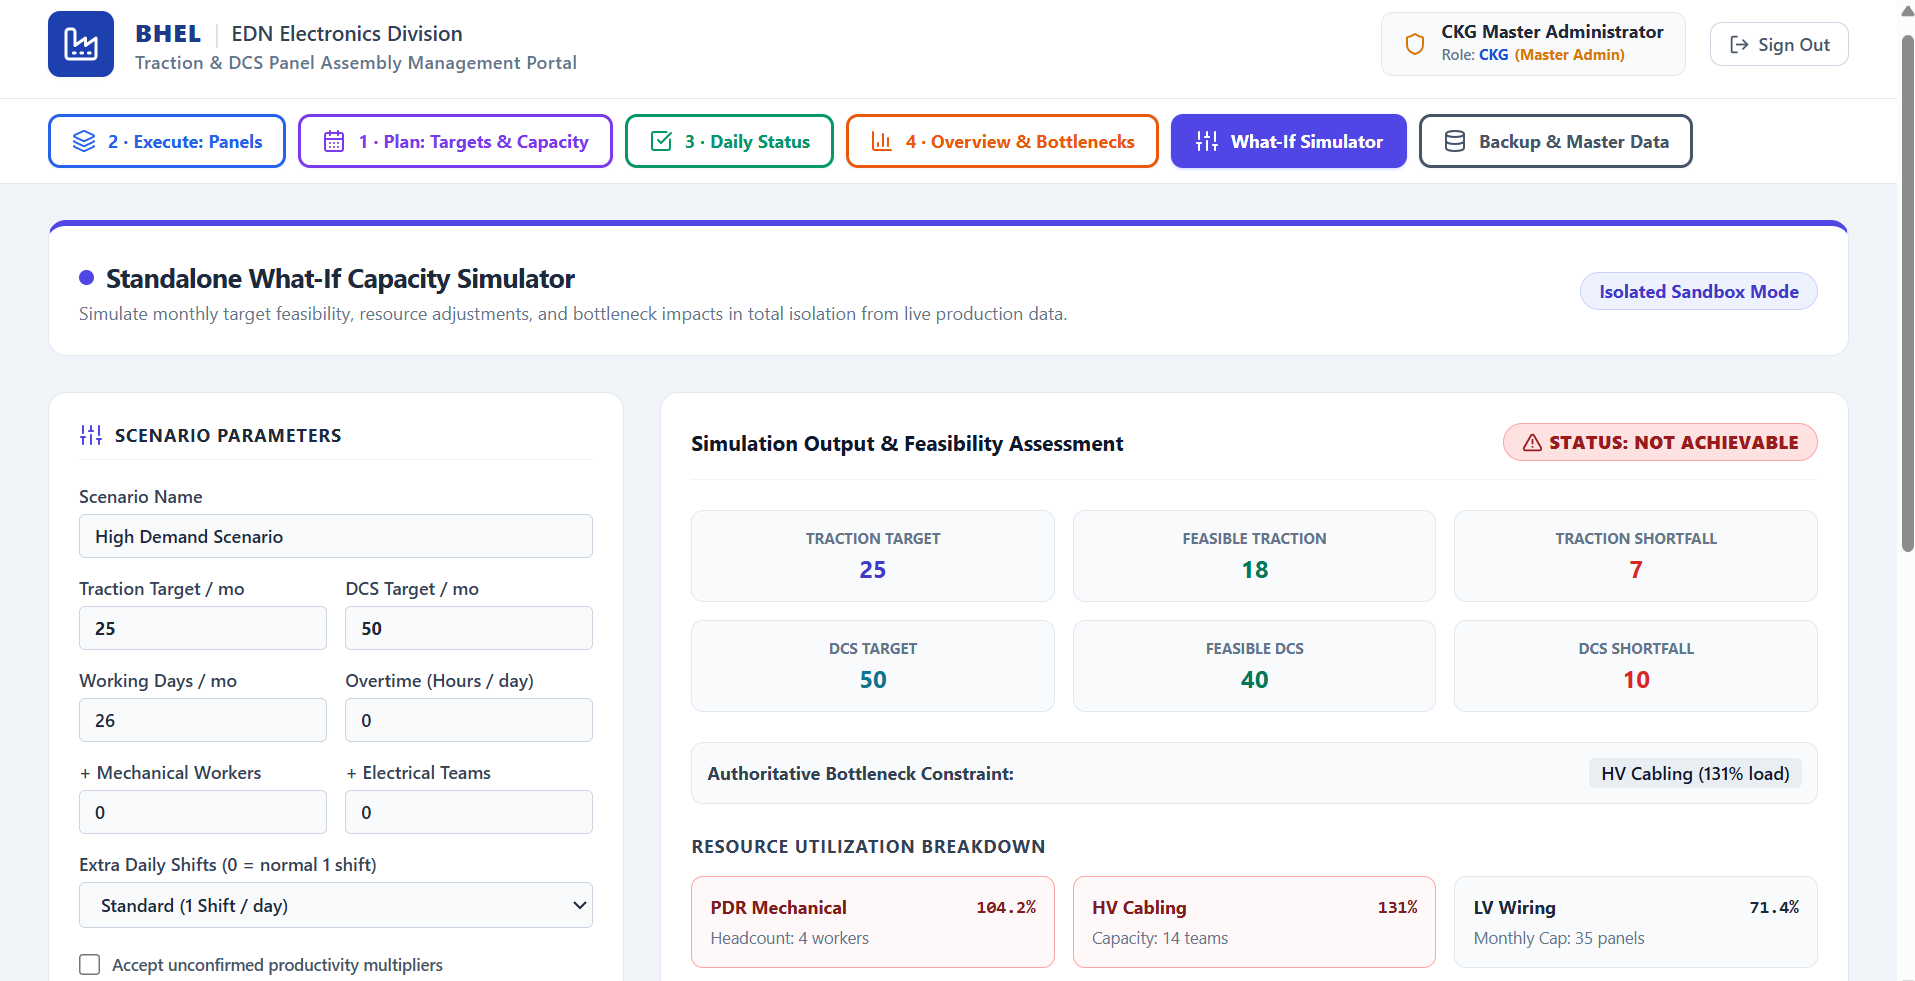 BHEL | EDN Electronics Division
Traction & DCS Panel Assembly Management Portal
CKG Master Administrator
Role: CKG (Master Admin)
Sign Out
2 · Execute: Panels
1 · Plan: Targets & Capacity
3 · Daily Status
4 · Overview & Bottlenecks
What-If Simulator
Backup & Master Data
Standalone What-If Capacity Simulator
Simulate monthly target feasibility, resource adjustments, and bottleneck impacts in total isolation from live production data.
Isolated Sandbox Mode
SCENARIO PARAMETERS
Scenario Name
High Demand Scenario
Traction Target / mo
DCS Target / mo
25
50
Working Days / mo
Overtime (Hours / day)
26
0
+ Mechanical Workers
+ Electrical Teams
0
0
Extra Daily Shifts (0 = normal 1 shift)
Standard (1 Shift / day)
Accept unconfirmed productivity multipliers
Simulation Output & Feasibility Assessment
STATUS: NOT ACHIEVABLE
TRACTION TARGET
25
FEASIBLE TRACTION
18
TRACTION SHORTFALL
7
DCS TARGET
50
FEASIBLE DCS
40
DCS SHORTFALL
10
Authoritative Bottleneck Constraint:
HV Cabling (131% load)
RESOURCE UTILIZATION BREAKDOWN
PDR Mechanical
104.2%
Headcount: 4 workers
HV Cabling
131%
Capacity: 14 teams
LV Wiring
71.4%
Monthly Cap: 35 panels